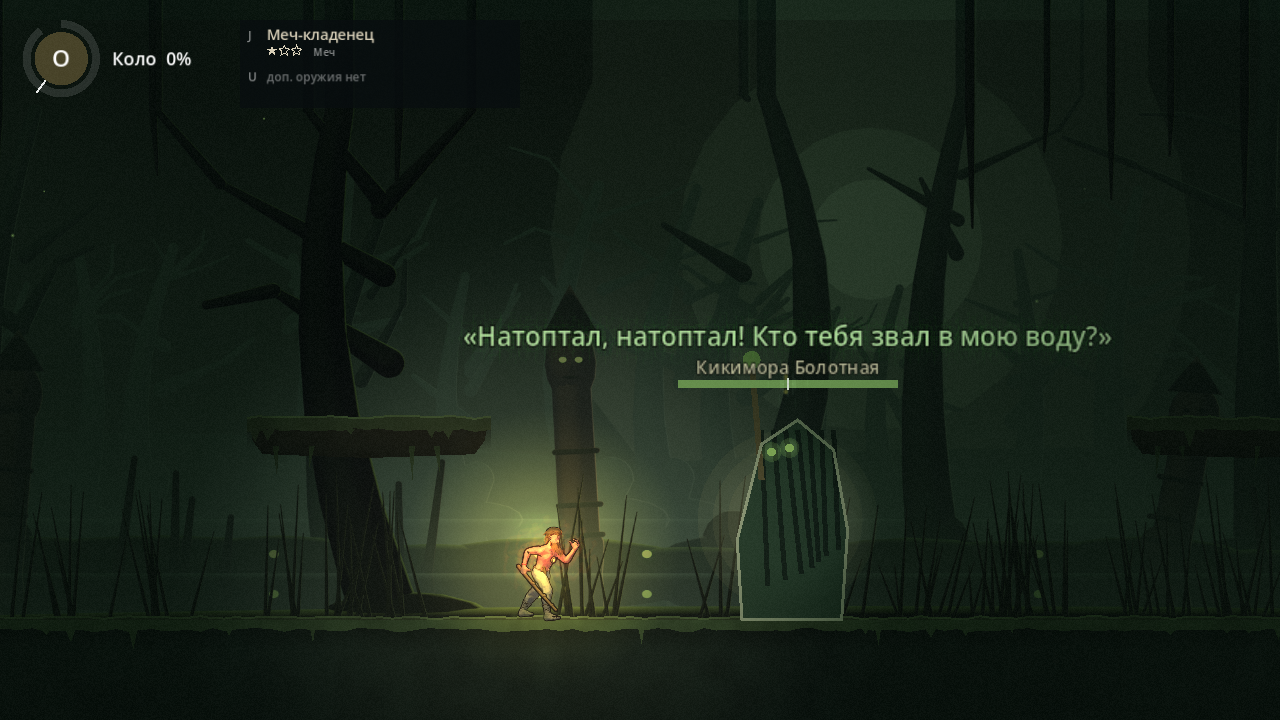 О
Коло 0%
J Меч-кладенец
★☆☆ Меч
U доп. оружия нет
«Натоптал, натоптал! Кто тебя звал в мою воду?»
Кикимора Болотная